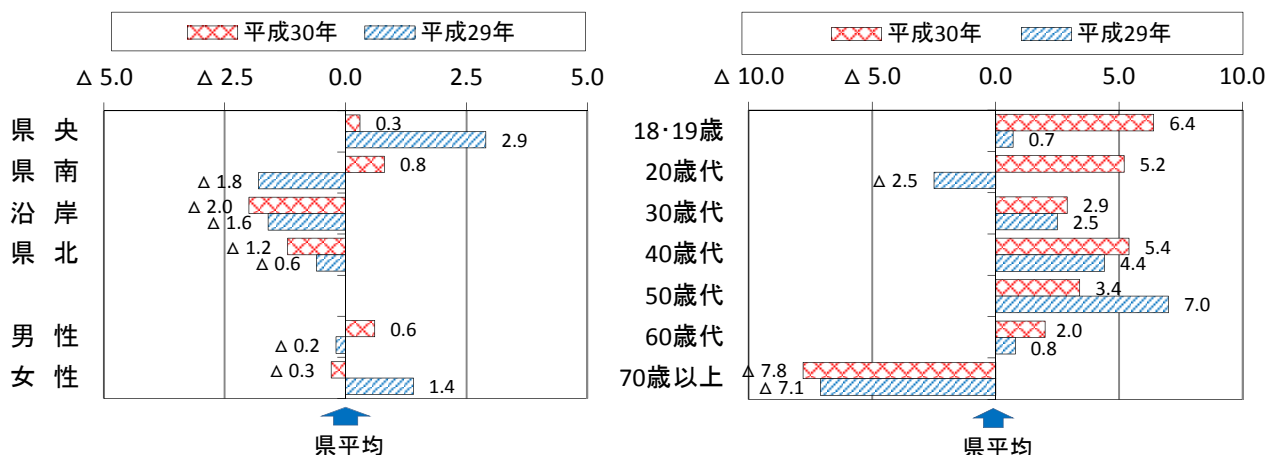 平成30年 平成29年
△ 5.0 △ 2.5 0.0 2.5 5.0
県 央 0.3
2.9
県 南 0.8
△ 1.8
沿 岸 △ 2.0
△ 1.6
県 北 △ 1.2
△ 0.6
男 性 0.6
△ 0.2
女 性 △ 0.3
1.4
県平均
平成30年 平成29年
△ 10.0 △ 5.0 0.0 5.0 10.0
18･19歳 6.4
0.7
20歳代 5.2
△ 2.5
30歳代 2.9
2.5
40歳代 5.4
4.4
50歳代 3.4
7.0
60歳代 2.0
0.8
70歳以上 △ 7.8
△ 7.1
県平均